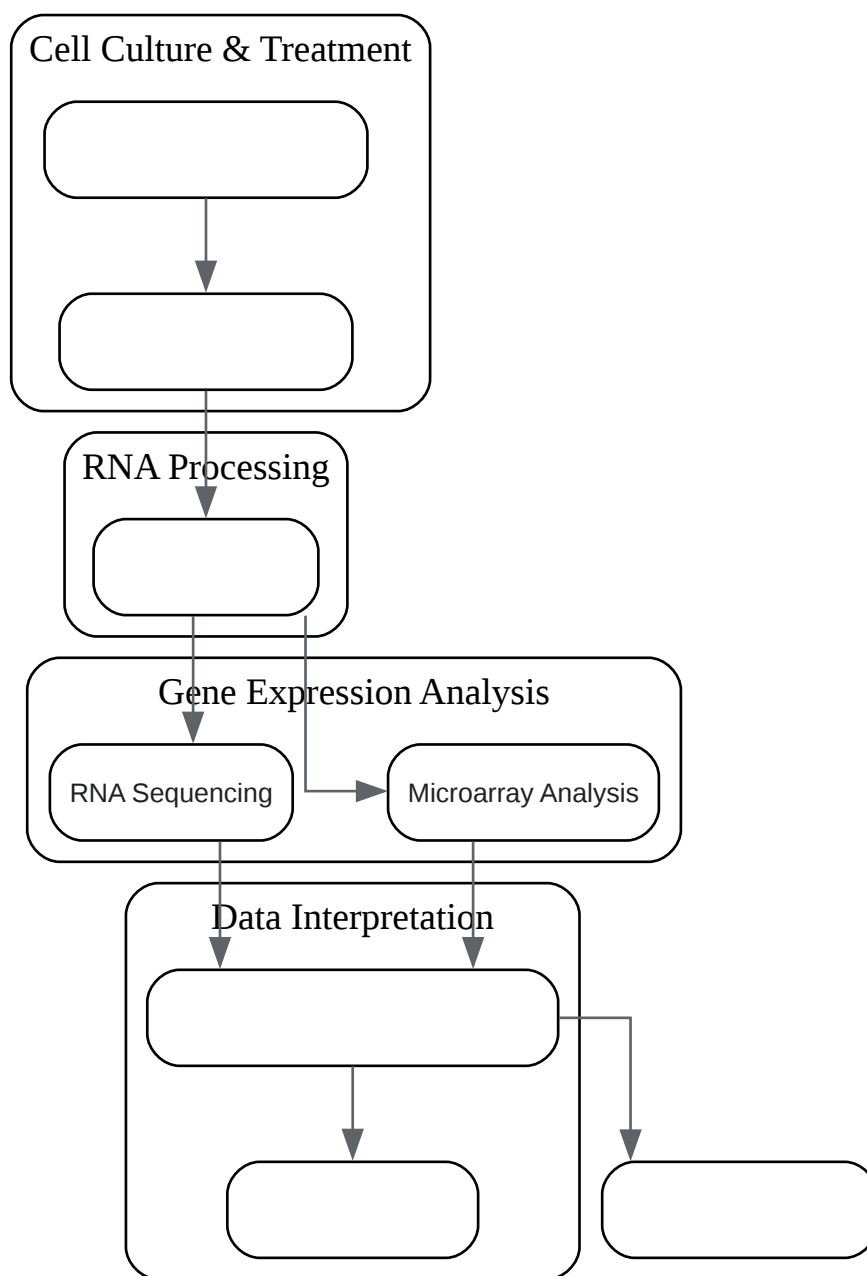 Cell Culture & Treatment
RNA Processing
Gene Expression Analysis
RNA Sequencing
Microarray Analysis
Data Interpretation